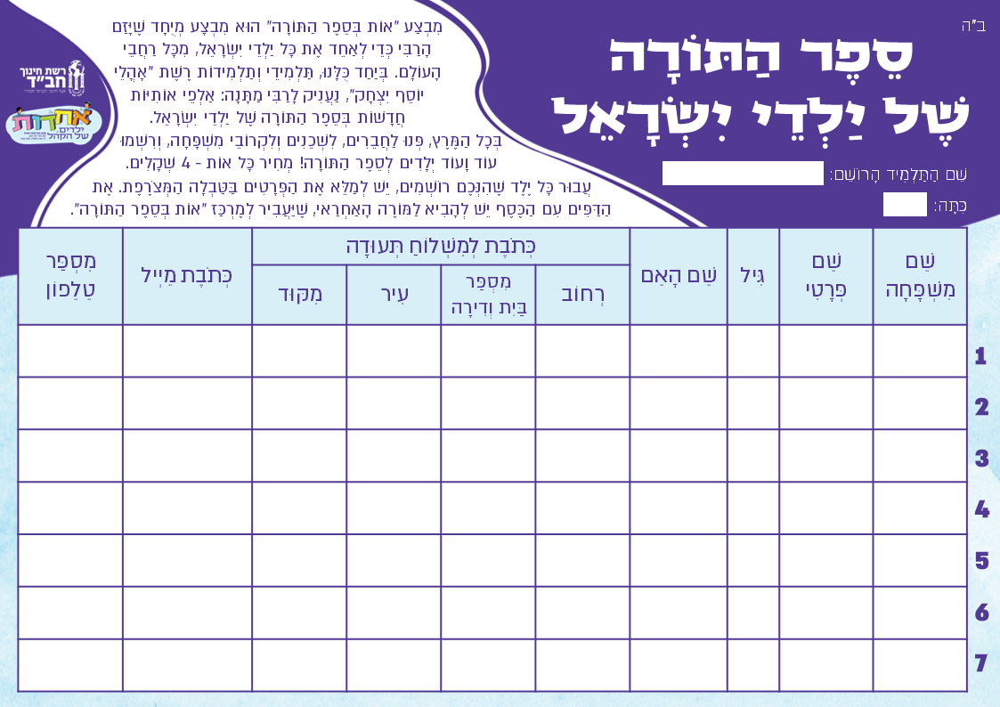 ב"ה
סֵפֶר הַתּוֹרָה
שֶׁל יַלְדֵי יִשְׂרָאֵל
שֵׁם הַתַּלְמִיד הָרוֹשֵׁם:
כִּתָּה:
מִבְצַע "אוֹת בְּסֵפֶר הַתּוֹרָה" הוּא מִבְצָע מְיֻחָד שֶׁיָּזַם
הָרַבִּי כְּדֵי לְאַחֵד אֶת כָּל יַלְדֵי יִשְׂרָאֵל, מִכָּל רַחֲבֵי
הָעוֹלָם. בְּיַחַד כֻּלָּנוּ, תַּלְמִידֵי וְתַלְמִידוֹת רֶשֶׁת "אָהֳלֵי
יוֹסֵף יִצְחָק", נַעֲנִיק לָרַבִּי מַתָּנָה: אַלְפֵי אוֹתִיּוֹת
חֲדָשׁוֹת בְּסֵפֶר הַתּוֹרָה שֶׁל יַלְדֵי יִשְׂרָאֵל.
בְּכָל הַמֶּרֶץ, פְּנוּ לַחֲבֵרִים, לִשְׁכֵנִים וְלִקְרוֹבֵי מִשְׁפָּחָה, וְרִשְׁמוּ
עוֹד וָעוֹד יְלָדִים לְסֵפֶר הַתּוֹרָה! מְחִיר כָּל אוֹת - 4 שְׁקָלִים.
עֲבוּר כָּל יֶלֶד שֶׁהִנְּכֶם רוֹשְׁמִים, יֵשׁ לְמַלֵּא אֶת הַפְּרָטִים בַּטַּבְלָה הַמְּצֹרֶפֶת. אֶת
הַדַּפִּים עִם הַכֶּסֶף יֵשׁ לְהָבִיא לַמּוֹרֶה הָאַחְרַאי, שֶׁיַּעֲבִיר לְמֶרְכַּז "אוֹת בְּסֵפֶר הַתּוֹרָה".
רשת חינוך
חב"ד
אחדות
ילדים
של הקהל
שֵׁם
מִשְׁפָּחָה
שֵׁם
פְּרָטִי
גִּיל
שֵׁם הָאֵם
כְּתֹבֶת לְמִשְׁלוֹחַ תְּעוּדָה
רְחוֹב
מִסְפַּר
בַּיִת וְדִירָה
עִיר
מִקּוּד
כְּתֹבֶת מֵיְיל
מִסְפַּר
טֵלֵפוֹן
1
2
3
4
5
6
7